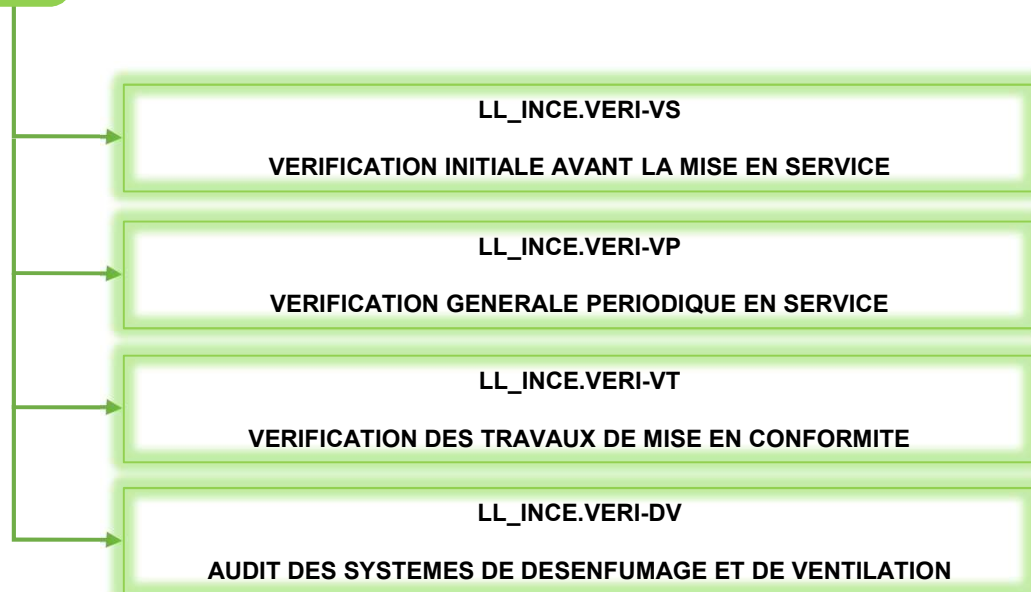 LL_INCE.VERI-VS
VERIFICATION INITIALE AVANT LA MISE EN SERVICE
LL_INCE.VERI-VP
VERIFICATION GENERALE PERIODIQUE EN SERVICE
LL_INCE.VERI-VT
VERIFICATION DES TRAVAUX DE MISE EN CONFORMITE
LL_INCE.VERI-DV
AUDIT DES SYSTEMES DE DESENFUMAGE ET DE VENTILATION